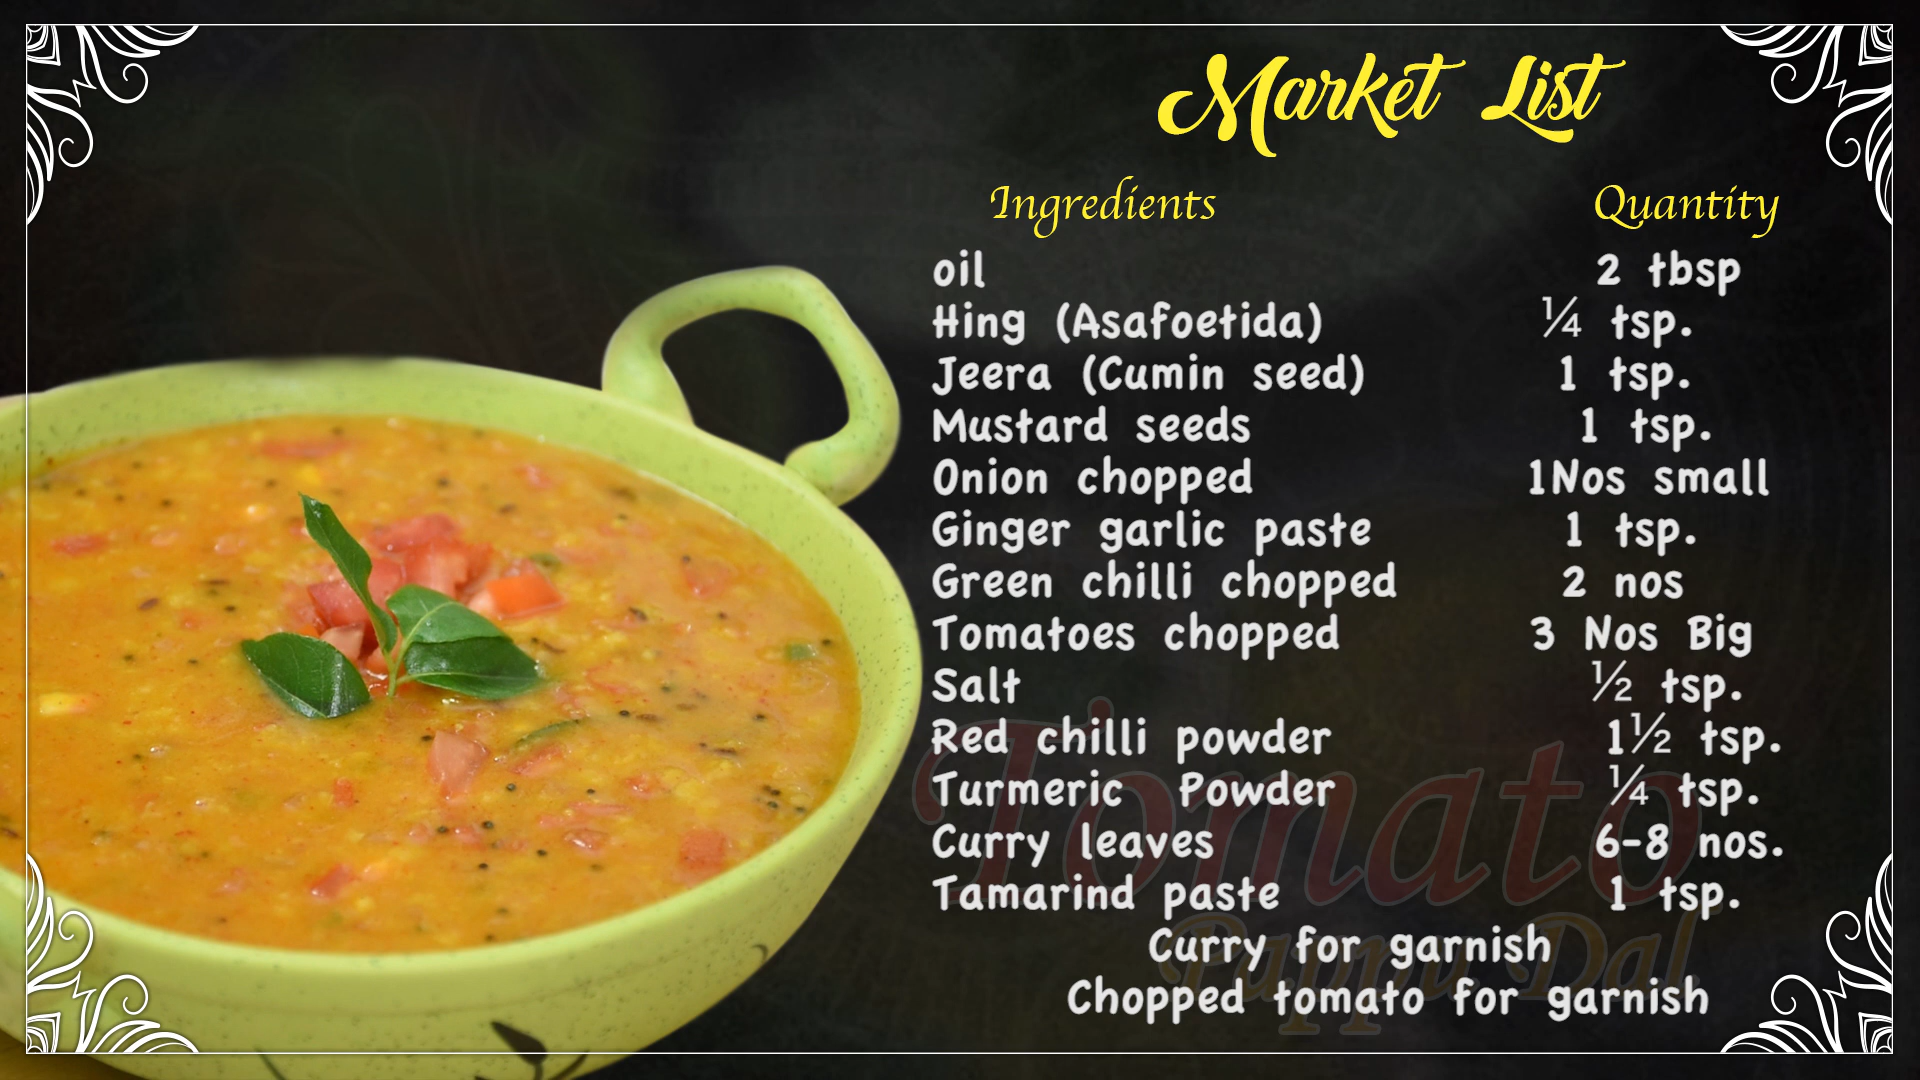 Market List
Ingredients Quantity
oil 2 tbsp
Hing (Asafoetida) ¼ tsp.
Jeera (Cumin seed) 1 tsp.
Mustard seeds 1 tsp.
Onion chopped 1Nos small
Ginger garlic paste 1 tsp.
Green chilli chopped 2 nos
Tomatoes chopped 3 Nos Big
Salt ½ tsp.
Red chilli powder 1½ tsp.
Turmeric Powder ¼ tsp.
Curry leaves 6-8 nos.
Tamarind paste 1 tsp.
Curry for garnish
Chopped tomato for garnish
Tomato
Pappu Dal